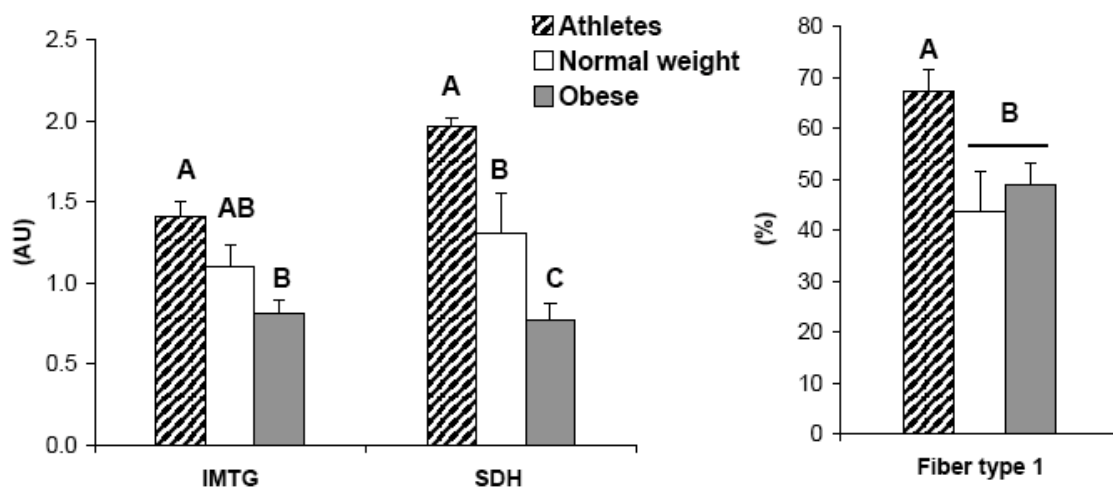 Athletes
Normal weight
Obese
2.5
2.0
1.5
1.0
0.5
0.0
(AU)
A
AB
B
A
B
C
IMTG
SDH
80
70
60
50
40
30
20
10
0
(%)
A
B
Fiber type 1